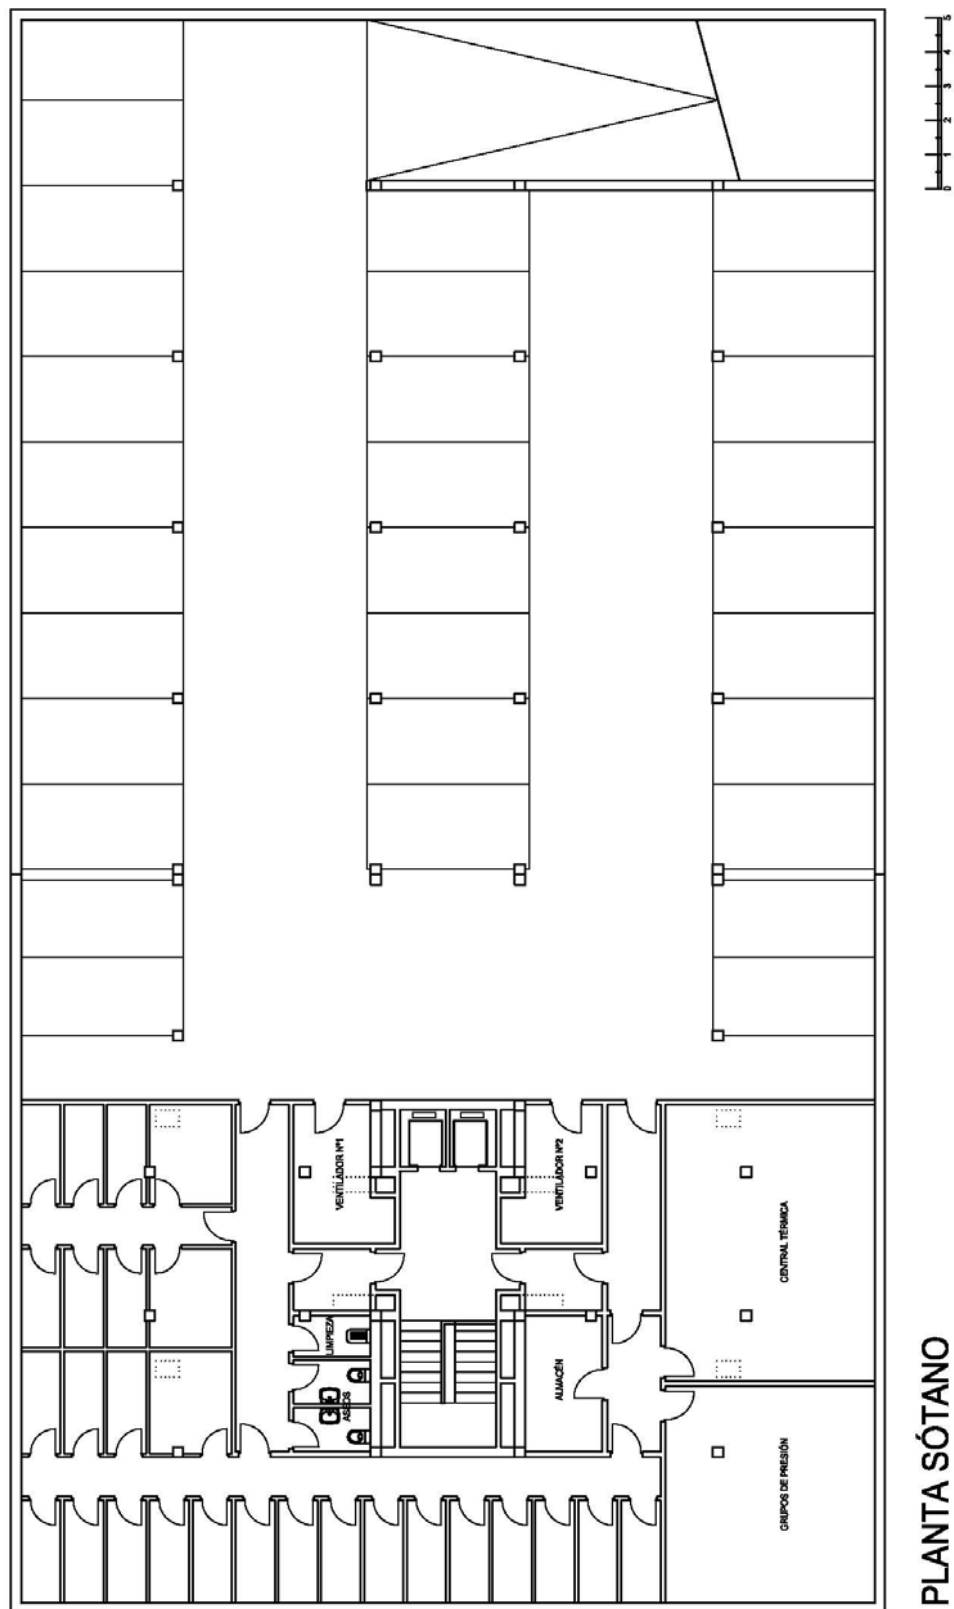 5
4
3
2
1
0
VENTILADOR Nº1
VENTILADOR Nº2
CENTRAL TÉRMICA
LIMPIEZA
ASEOS
ALMACÉN
GRUPOS DE PRESIÓN
PLANTA SÓTANO